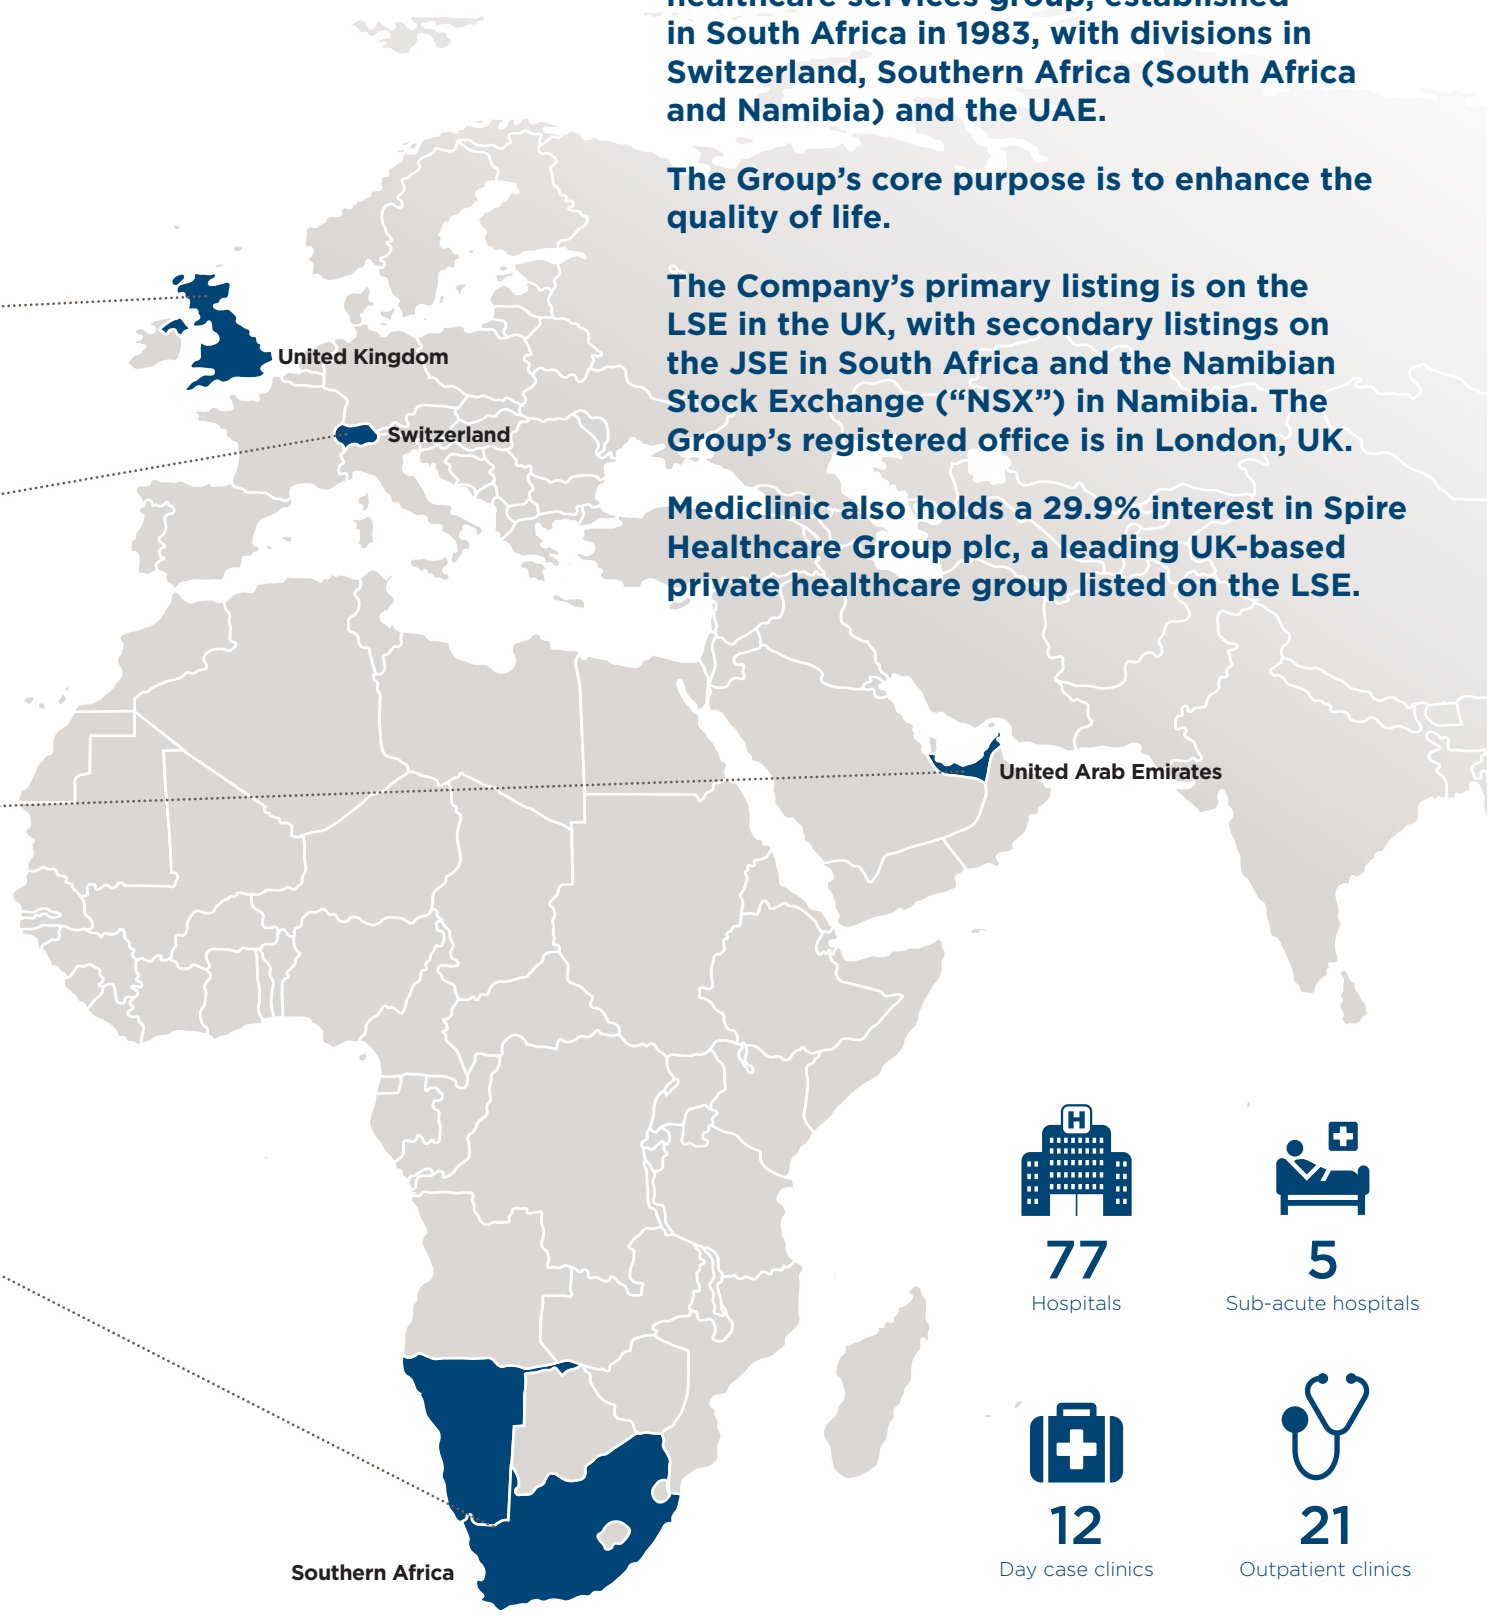 healthcare services group, established
in South Africa in 1983, with divisions in
Switzerland, Southern Africa (South Africa
and Namibia) and the UAE.
The Group’s core purpose is to enhance the
quality of life.
The Company’s primary listing is on the
LSE in the UK, with secondary listings on
the JSE in South Africa and the Namibian
Stock Exchange (“NSX”) in Namibia. The
Group’s registered office is in London, UK.
Mediclinic also holds a 29.9% interest in Spire
Healthcare Group plc, a leading UK-based
private healthcare group listed on the LSE.
United Kingdom
Switzerland
United Arab Emirates
Southern Africa
H
77
Hospitals
5
Sub-acute hospitals
12
Day case clinics
21
Outpatient clinics